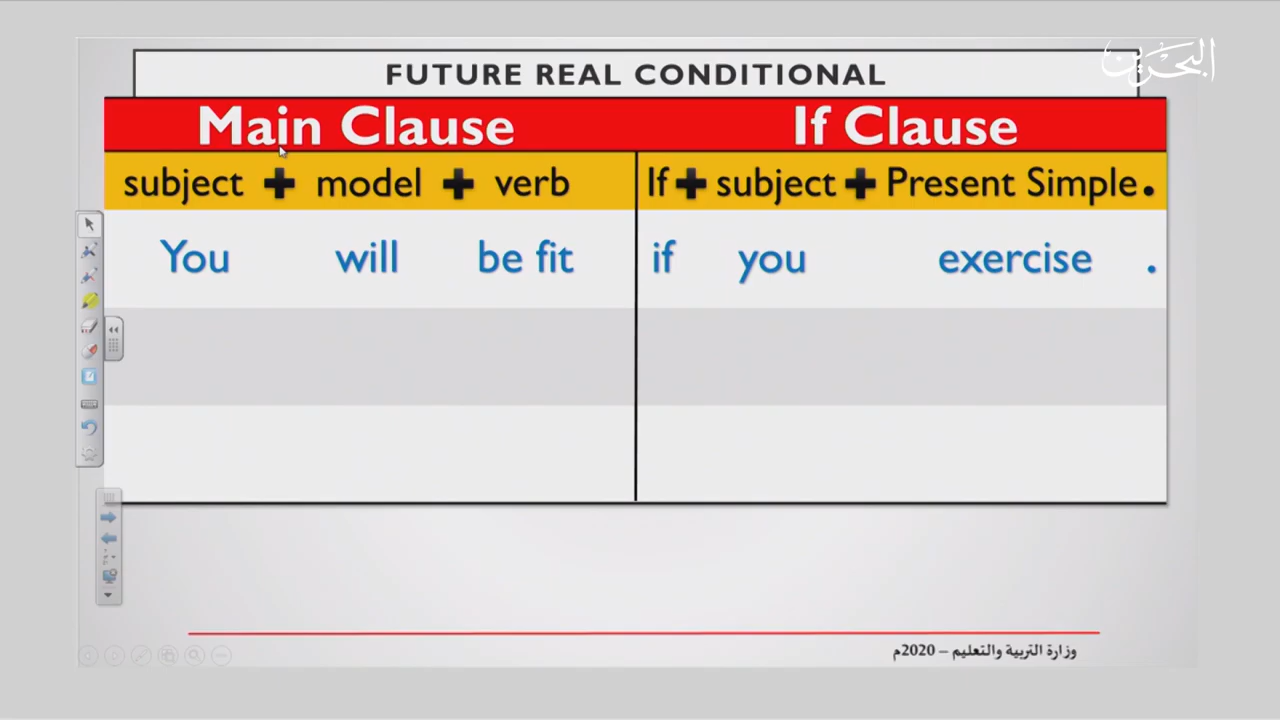 البحرين
FUTURE REAL CONDITIONAL
Main Clause If Clause
subject + model + verb If + subject + Present Simple.
You will be fit if you exercise .
وزارة التربية والتعليم – 2020م